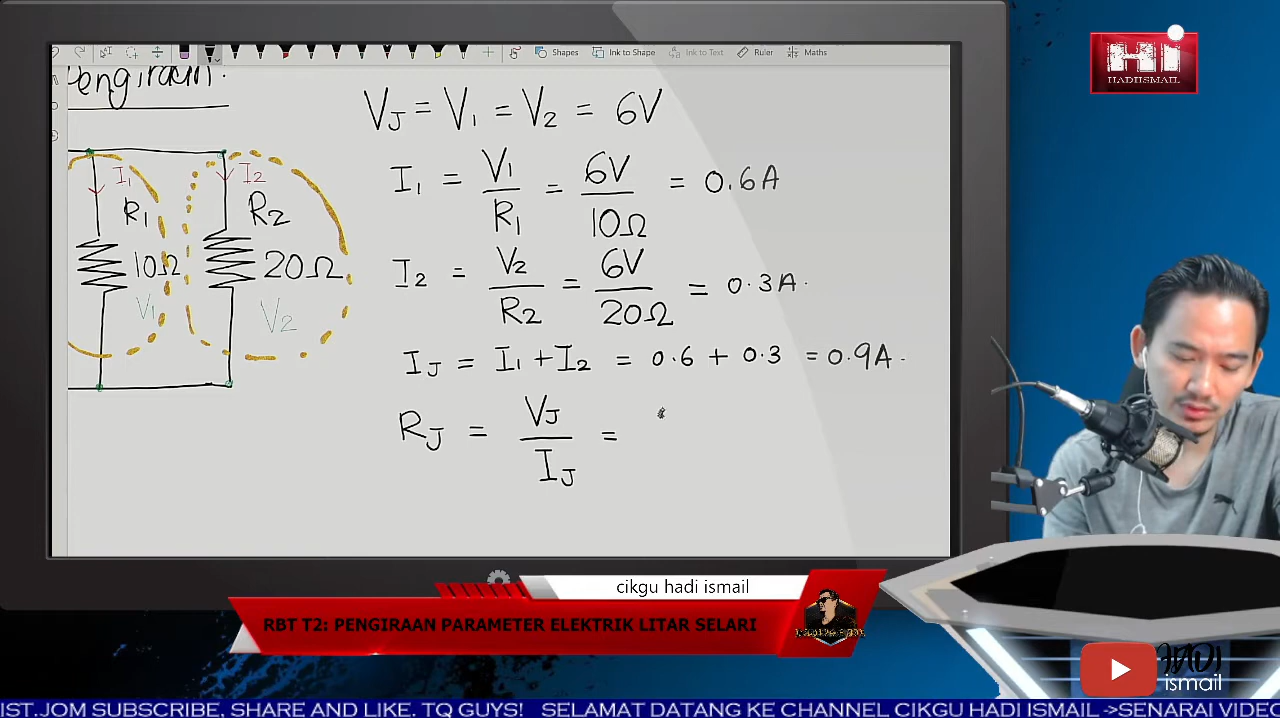 Shapes
Ink to Shape
Ink to Text
Ruler
Maths
Pengiraan.
VJ = V1 = V2 = 6V
I1 = V1/R1 = 6V/10Ω = 0.6A
I2 = V2/R2 = 6V/20Ω = 0.3A.
IJ = I1 + I2 = 0.6 + 0.3 = 0.9A.
RJ = VJ/IJ =
I1
I2
R1
R2
10Ω
20Ω
V1
V2
Hi
HADIISMAIL
cikgu hadi ismail
RBT T2: PENGIRAAN PARAMETER ELEKTRIK LITAR SELARI
HADI
ismail
IST.JOM SUBSCRIBE, SHARE AND LIKE. TQ GUYS! SELAMAT DATANG KE CHANNEL CIKGU HADI ISMAIL ->SENARAI VIDEO